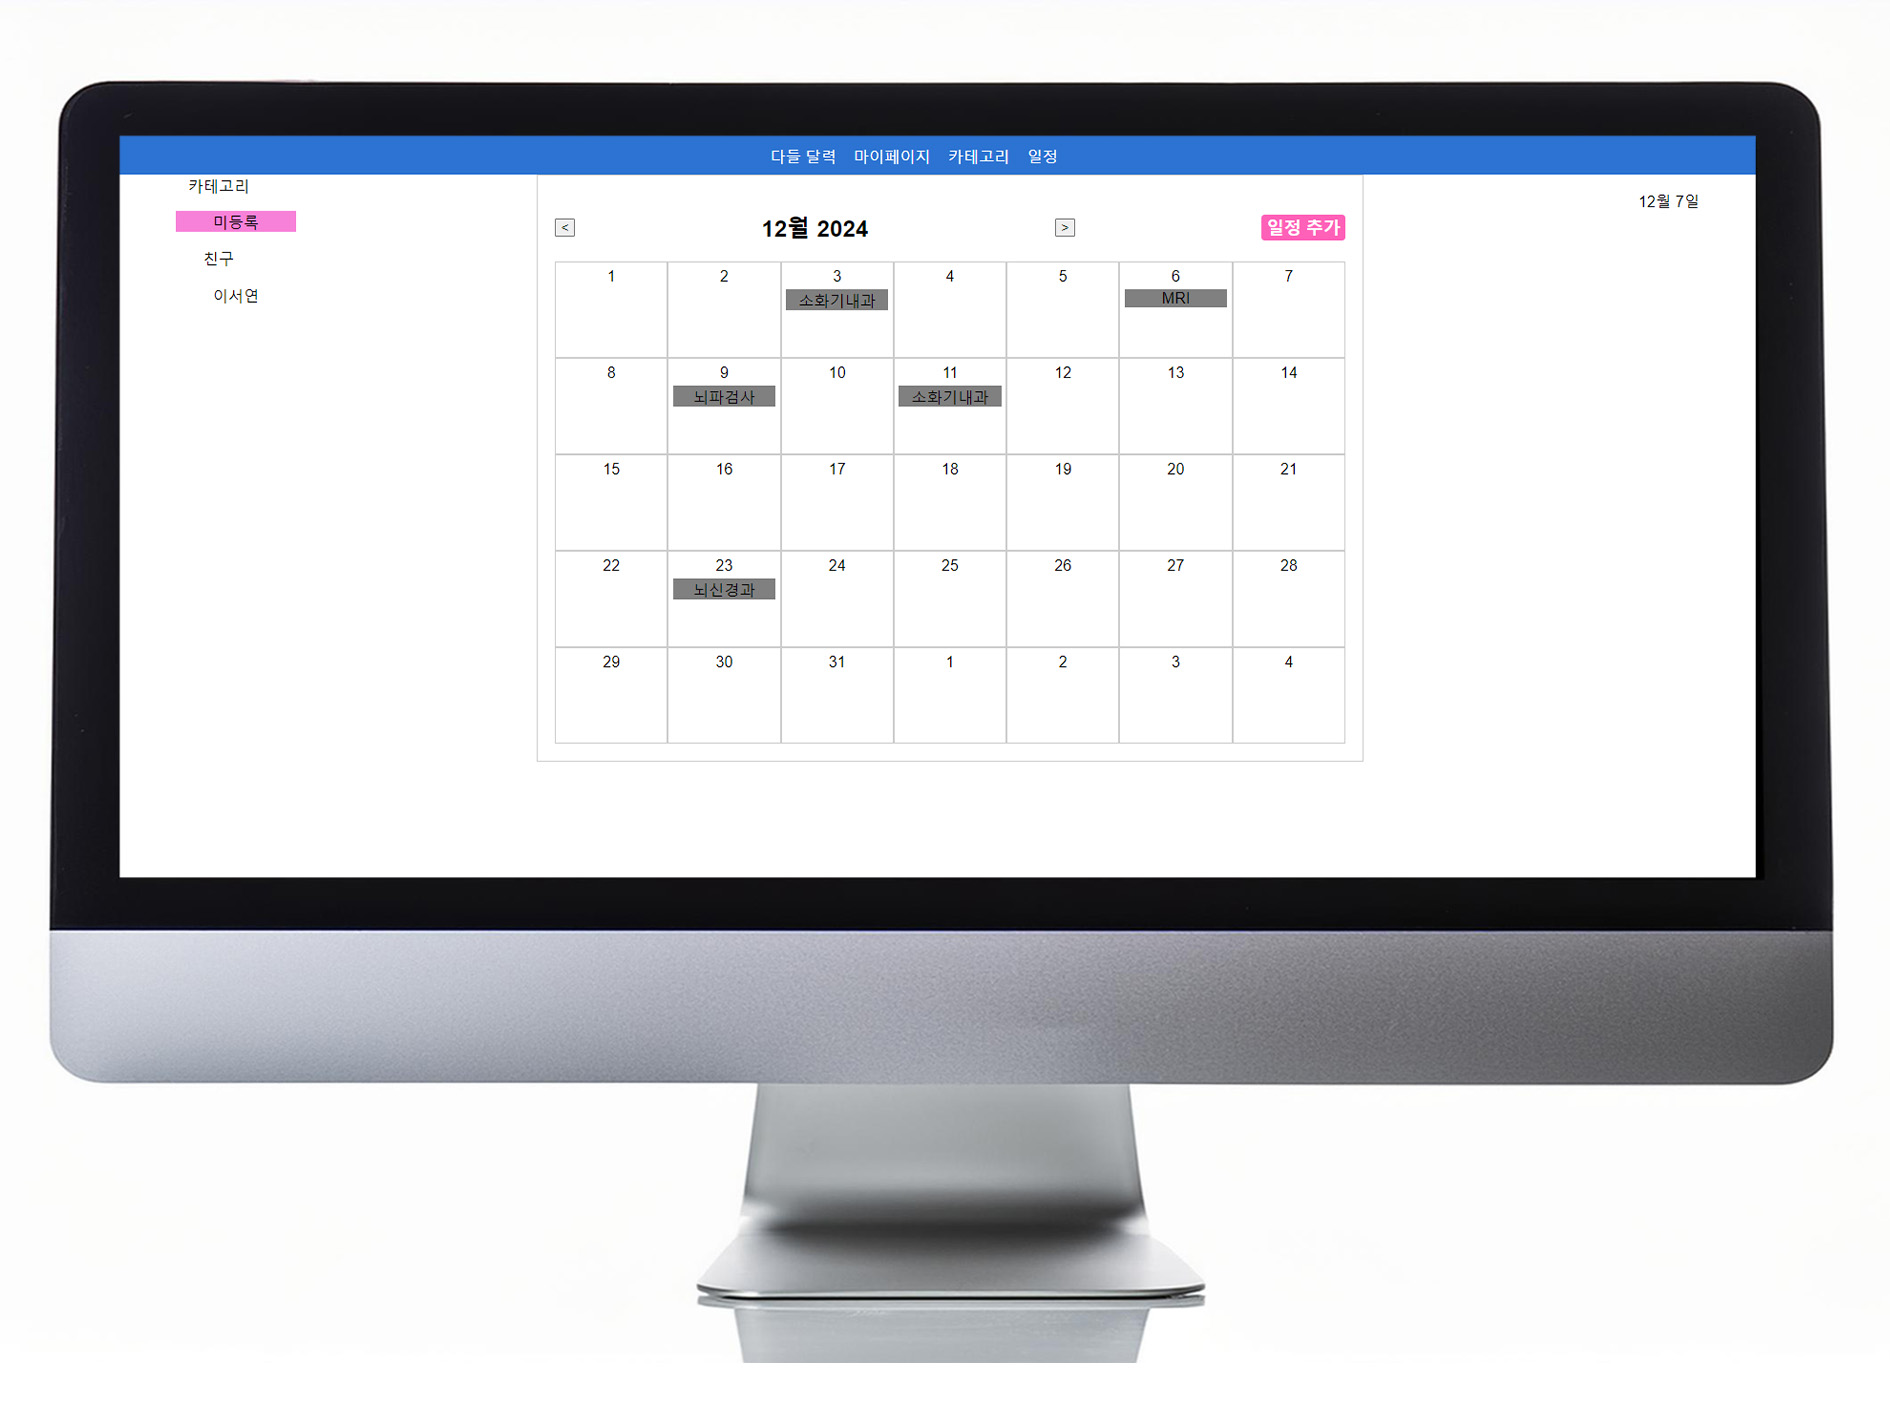 다들 달력 마이페이지 카테고리 일정
카테고리
미등록
친구
이서연
< 12월 2024 > 일정 추가
1 2 3 4 5 6 7
소화기내과 MRI
8 9 10 11 12 13 14
뇌파검사 소화기내과
15 16 17 18 19 20 21
22 23 24 25 26 27 28
뇌신경과
29 30 31 1 2 3 4
12월 7일